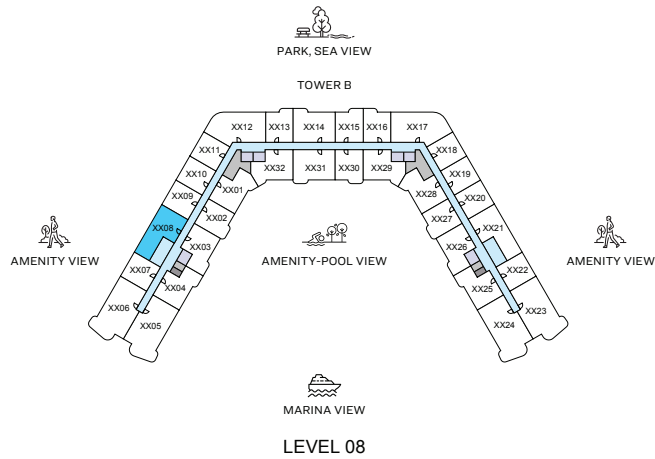 PARK, SEA VIEW
TOWER B
XX12
XX13
XX14
XX15
XX16
XX17
XX11
XX18
XX10
XX01
XX32
XX31
XX30
XX29
XX28
XX19
XX09
XX02
XX27
XX20
XX08
XX03
XX26
XX21
AMENITY VIEW
AMENITY-POOL VIEW
AMENITY VIEW
XX07
XX04
XX25
XX22
XX06
XX05
XX24
XX23
MARINA VIEW
LEVEL 08